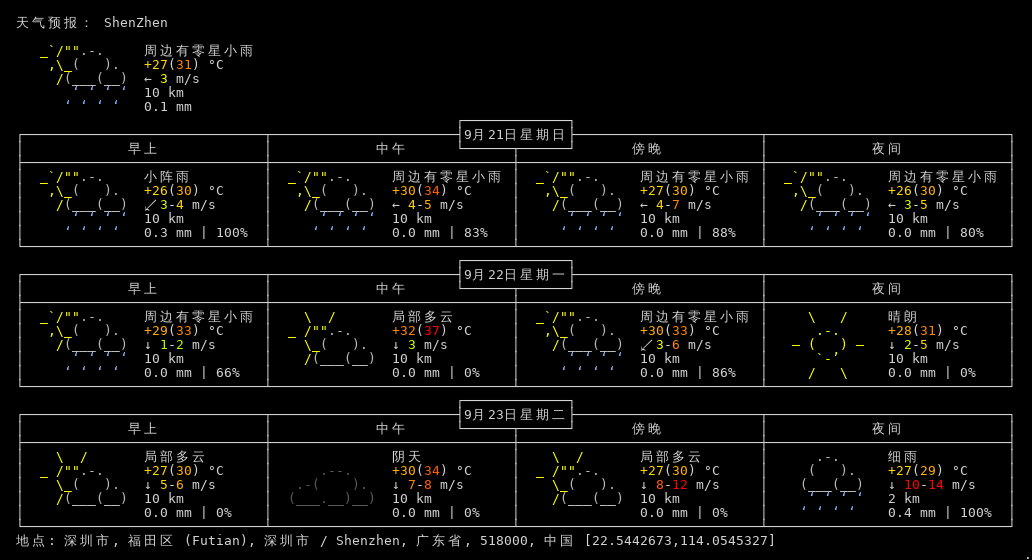 天气预报： ShenZhen
周边有零星小雨
+27(31) °C
← 3 m/s
10 km
0.1 mm
9月21日星期日
早上 中午 傍晚 夜间
小阵雨 周边有零星小雨 周边有零星小雨 周边有零星小雨
+26(30) °C +30(34) °C +27(30) °C +26(30) °C
↙ 3-4 m/s ← 4-5 m/s ← 4-7 m/s ← 3-5 m/s
10 km 10 km 10 km 10 km
0.3 mm | 100% 0.0 mm | 83% 0.0 mm | 88% 0.0 mm | 80%
9月22日星期一
早上 中午 傍晚 夜间
周边有零星小雨 局部多云 周边有零星小雨 晴朗
+29(33) °C +32(37) °C +30(33) °C +28(31) °C
↓ 1-2 m/s ↓ 3 m/s ↙ 3-6 m/s ↓ 2-5 m/s
10 km 10 km 10 km 10 km
0.0 mm | 66% 0.0 mm | 0% 0.0 mm | 86% 0.0 mm | 0%
9月23日星期二
早上 中午 傍晚 夜间
局部多云 阴天 局部多云 细雨
+27(30) °C +30(34) °C +27(30) °C +27(29) °C
↓ 5-6 m/s ↓ 7-8 m/s ↓ 8-12 m/s ↓ 10-14 m/s
10 km 10 km 10 km 2 km
0.0 mm | 0% 0.0 mm | 0% 0.0 mm | 0% 0.4 mm | 100%
地点: 深圳市, 福田区 (Futian), 深圳市 / Shenzhen, 广东省, 518000, 中国 [22.5442673,114.0545327]